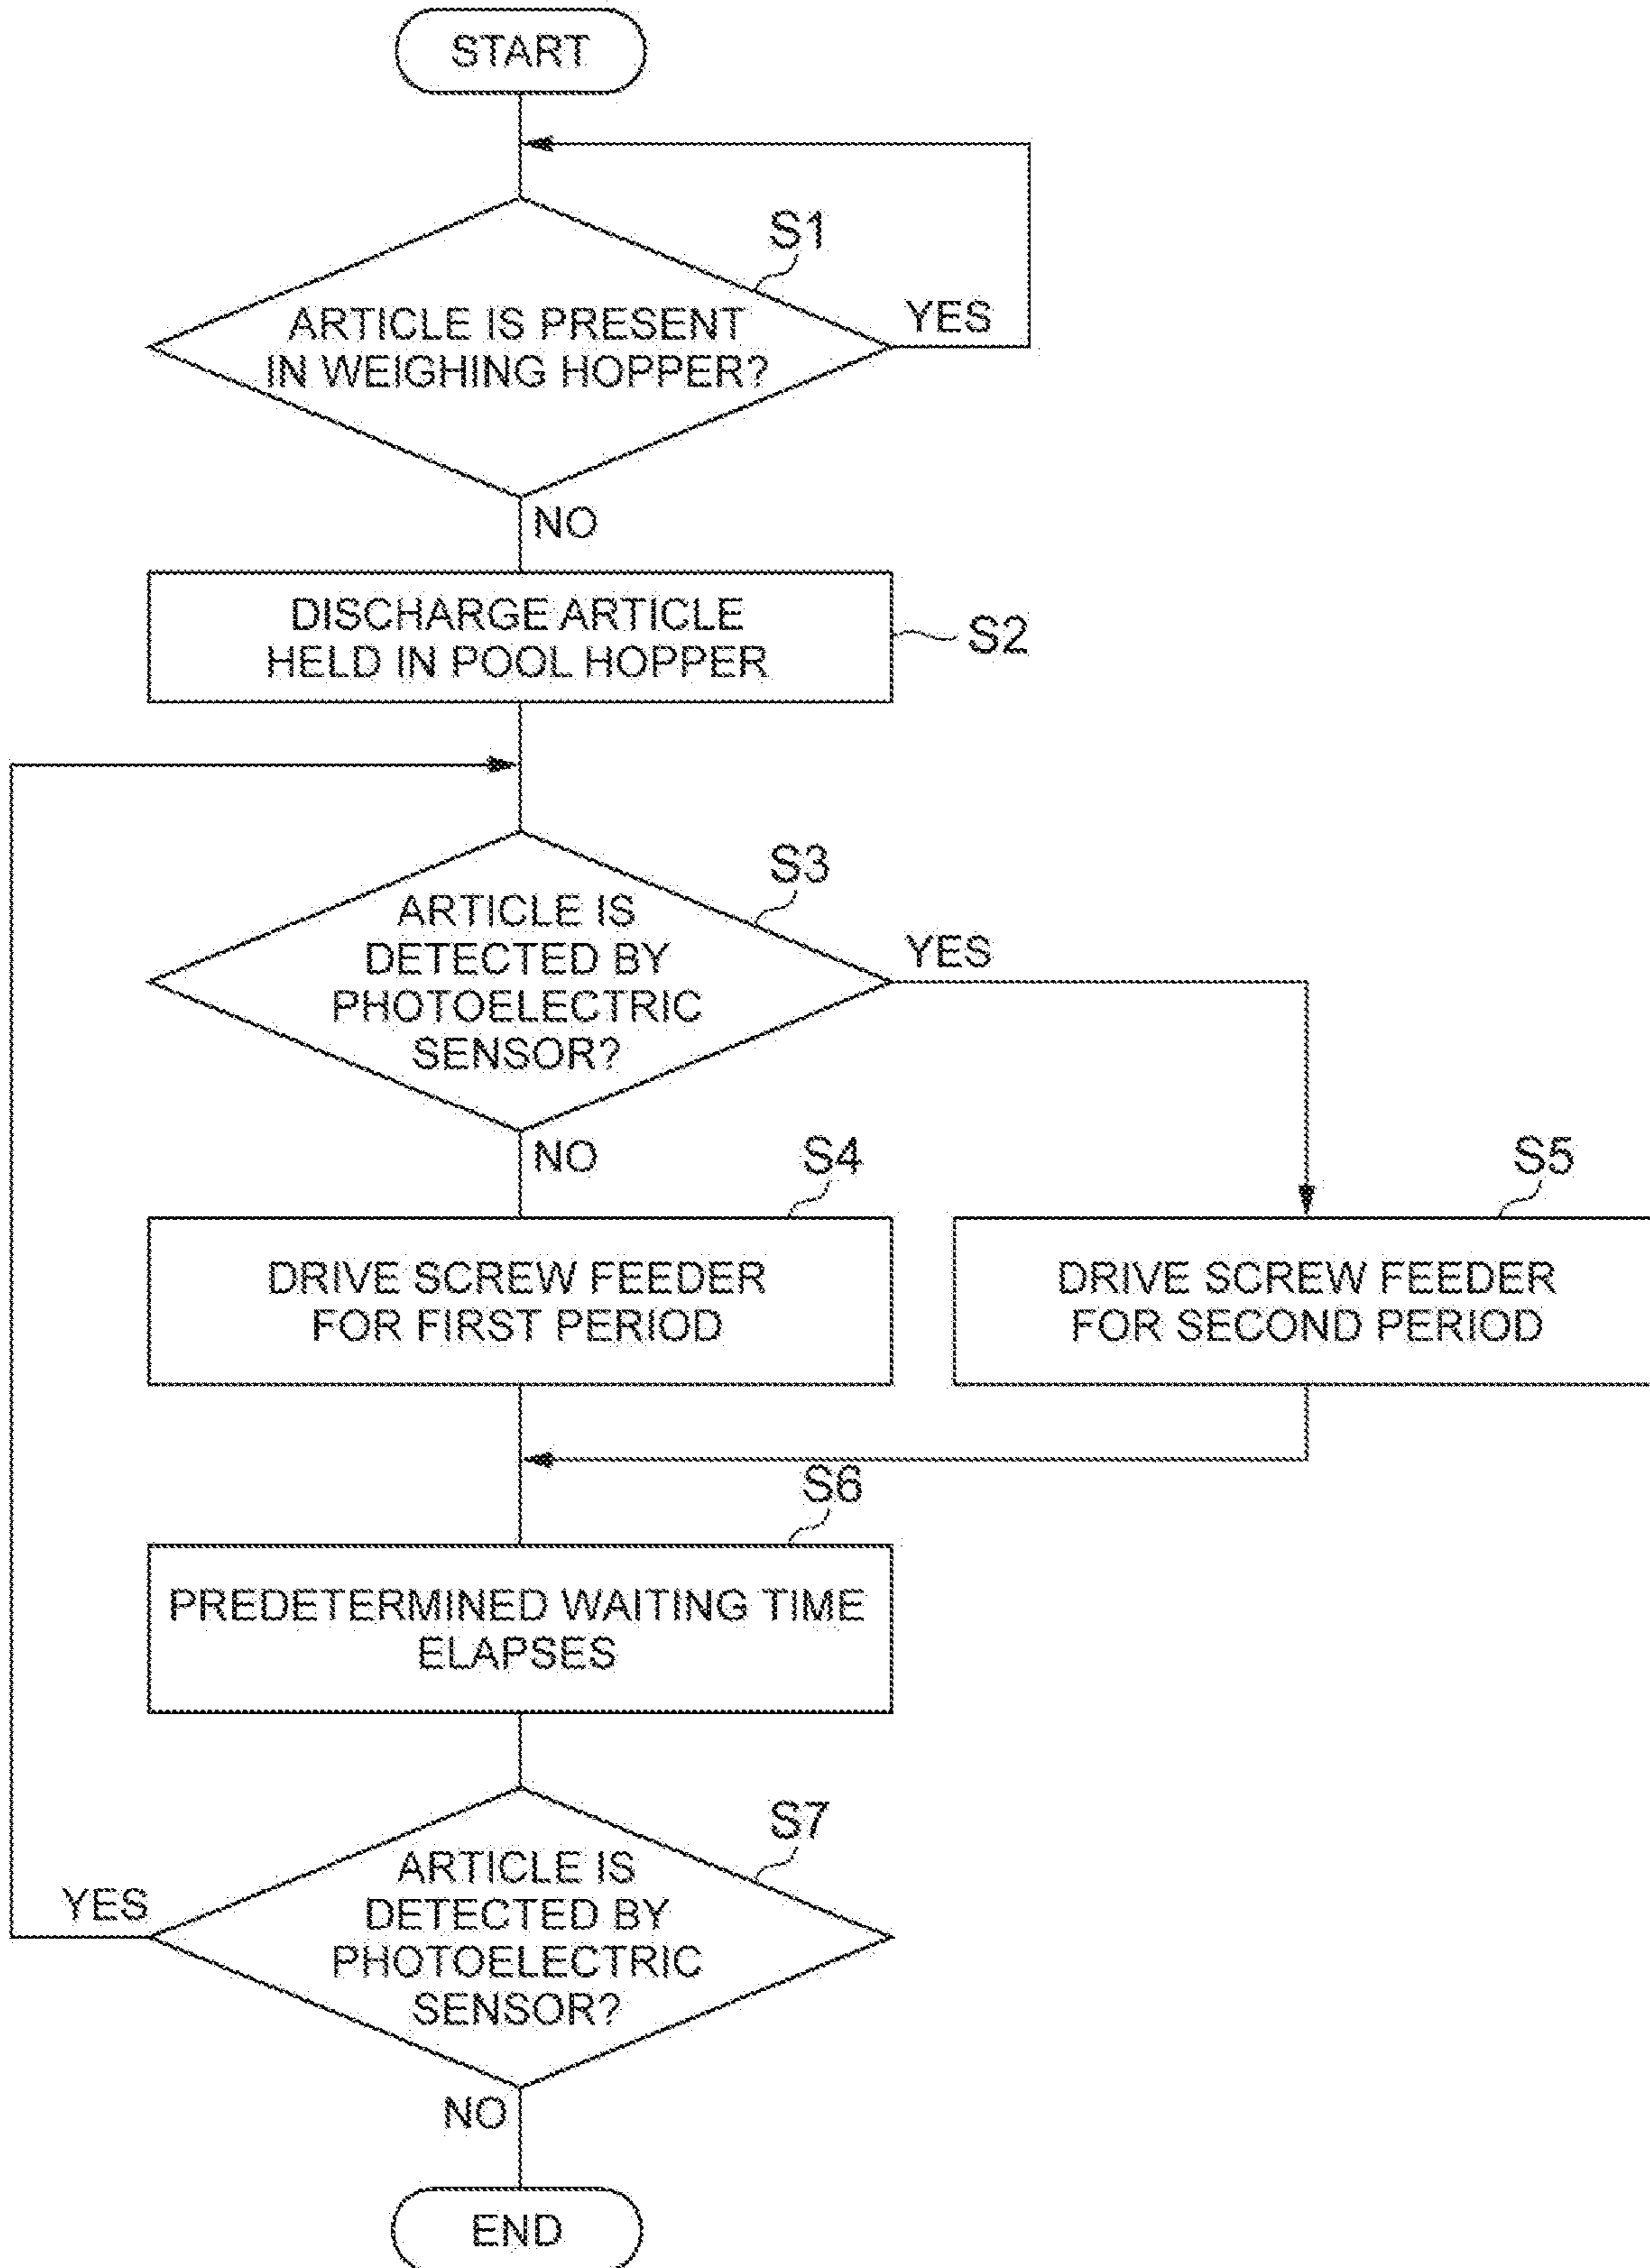 START
S1
ARTICLE IS PRESENT
IN WEIGHING HOPPER?
YES
NO
DISCHARGE ARTICLE
HELD IN POOL HOPPER
S2
S3
ARTICLE IS
DETECTED BY
PHOTOELECTRIC
SENSOR?
YES
NO
S4
DRIVE SCREW FEEDER
FOR FIRST PERIOD
S5
DRIVE SCREW FEEDER
FOR SECOND PERIOD
S6
PREDETERMINED WAITING TIME
ELAPSES
S7
ARTICLE IS
DETECTED BY
PHOTOELECTRIC
SENSOR?
YES
NO
END